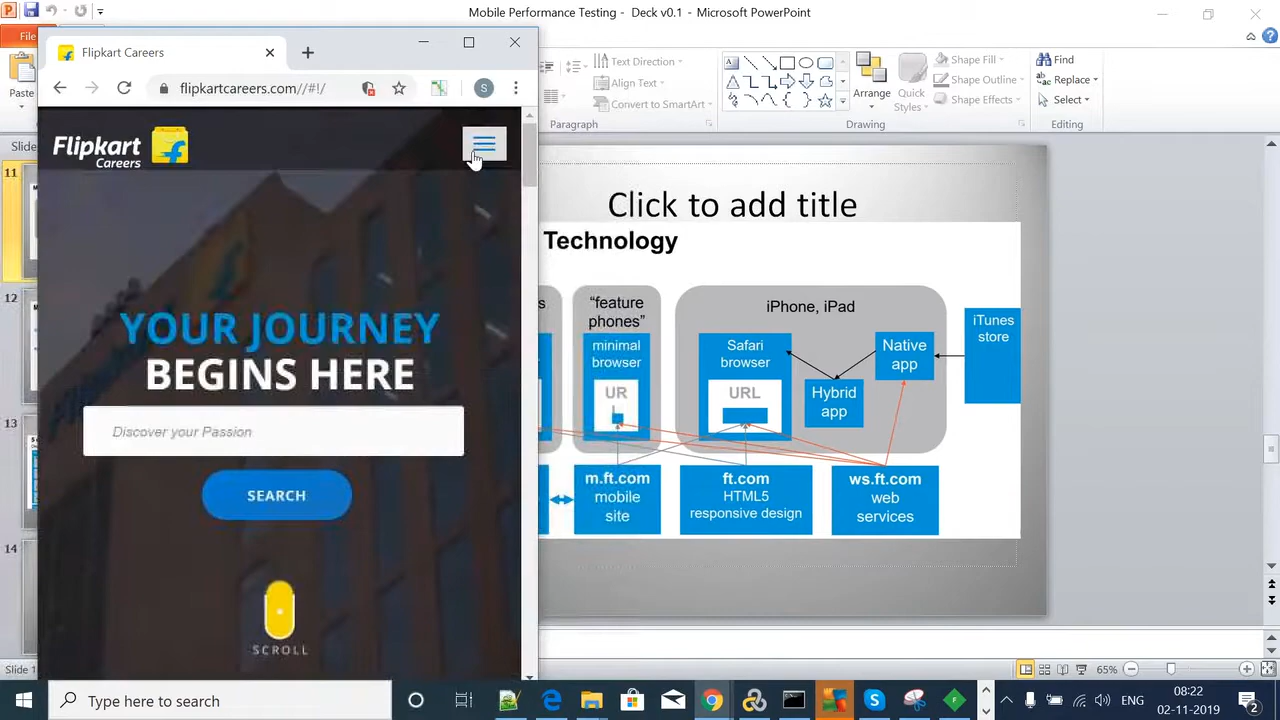 Mobile Performance Testing - Deck v0.1 - Microsoft PowerPoint
File
Flipkart Careers
flipkartcareers.com//#!/
S
Paste
Text Direction
Align Text
Convert to SmartArt
Paragraph
Arrange
Quick
Styles
Shape Fill
Shape Outline
Shape Effects
Drawing
Find
Replace
Select
Editing
Flipkart
Careers
YOUR JOURNEY
BEGINS HERE
Discover your Passion
SEARCH
SCROLL
11
12
13
14
Click to add title
Technology
s
"feature
phones"
minimal
browser
UR
L
iPhone, iPad
Safari
browser
URL
Hybrid
app
Native
app
iTunes
store
m.ft.com
mobile
site
ft.com
HTML5
responsive design
ws.ft.com
web
services
Slide 1
65%
Type here to search
ENG
08:22
02-11-2019
2